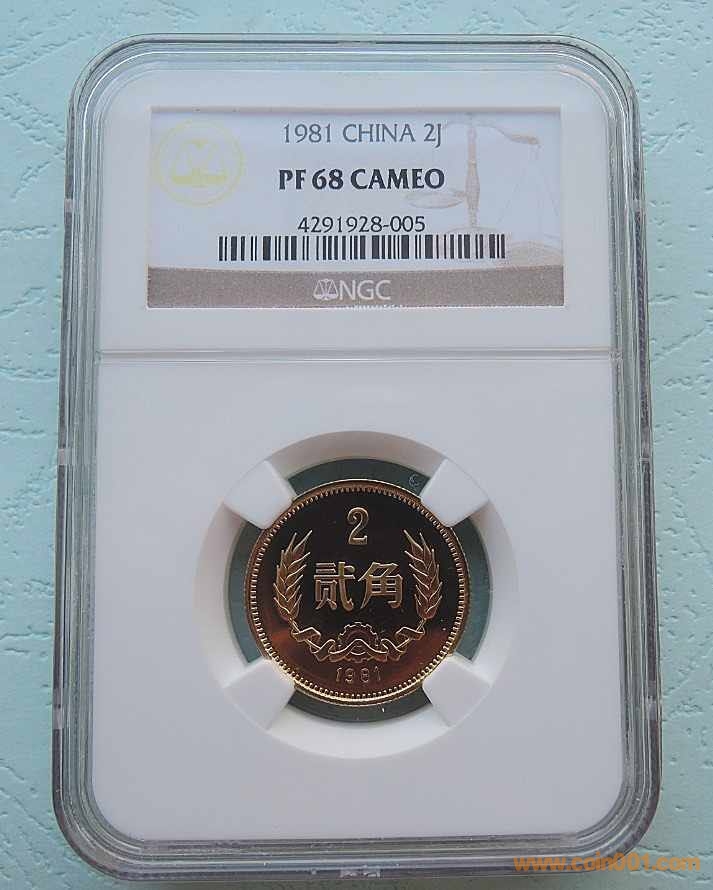 1981 CHINA 2J
PF 68 CAMEO
4291928-005
NGC
2
贰角
1981
www.coin001.com